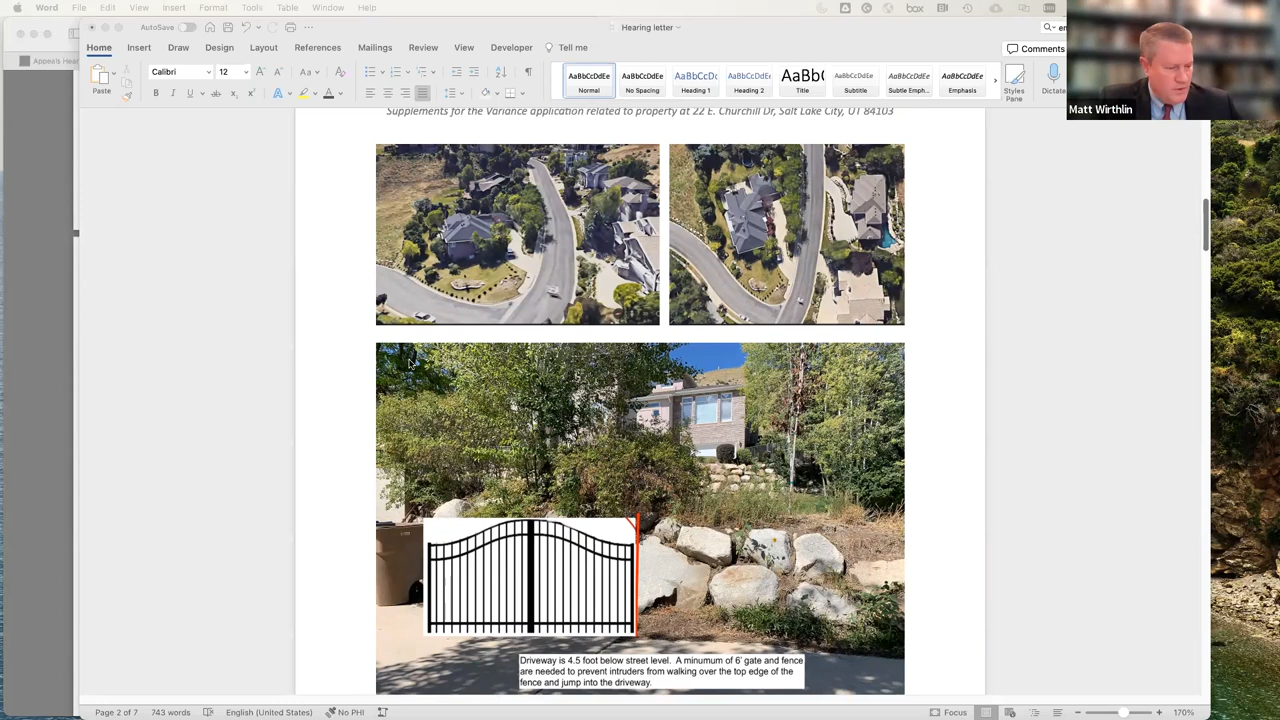 Word File Edit View Insert Format Tools Table Window Help
AutoSave Hearing letter
Home Insert Draw Design Layout References Mailings Review View Developer Tell me Comments
Appeals Hear
Paste Calibri 12 AaBbCcDdEe AaBbCcDdEe AaBbCcDc AaBbCcDdEe AaBb( AaBbCcDdEe AaBbCcDdEe AaBbCcDdEe
Normal No Spacing Heading 1 Heading 2 Title Subtitle Subtle Emph... Emphasis Styles Pane Dictate
Matt Wirthlin
Supplements for the Variance application related to property at 22 E. Churchill Dr, Salt Lake City, UT 84103
Driveway is 4.5 foot below street level. A minumum of 6' gate and fence
are needed to prevent intruders from walking over the top edge of the
fence and jump into the driveway.
Page 2 of 7 743 words English (United States) No PHI Focus 170%